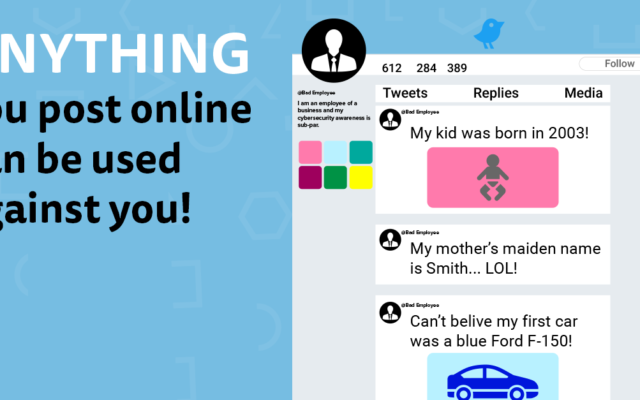 NYTHING
ou post online
n be used
gainst you!
612 284 389
Follow
@Bad Employee
I am an employee of a
business and my
cybersecurity awareness is
sub-par.
Tweets Replies Media
@Bad Employee
My kid was born in 2003!
@Bad Employee
My mother's maiden name
is Smith... LOL!
@Bad Employee
Can't belive my first car
was a blue Ford F-150!